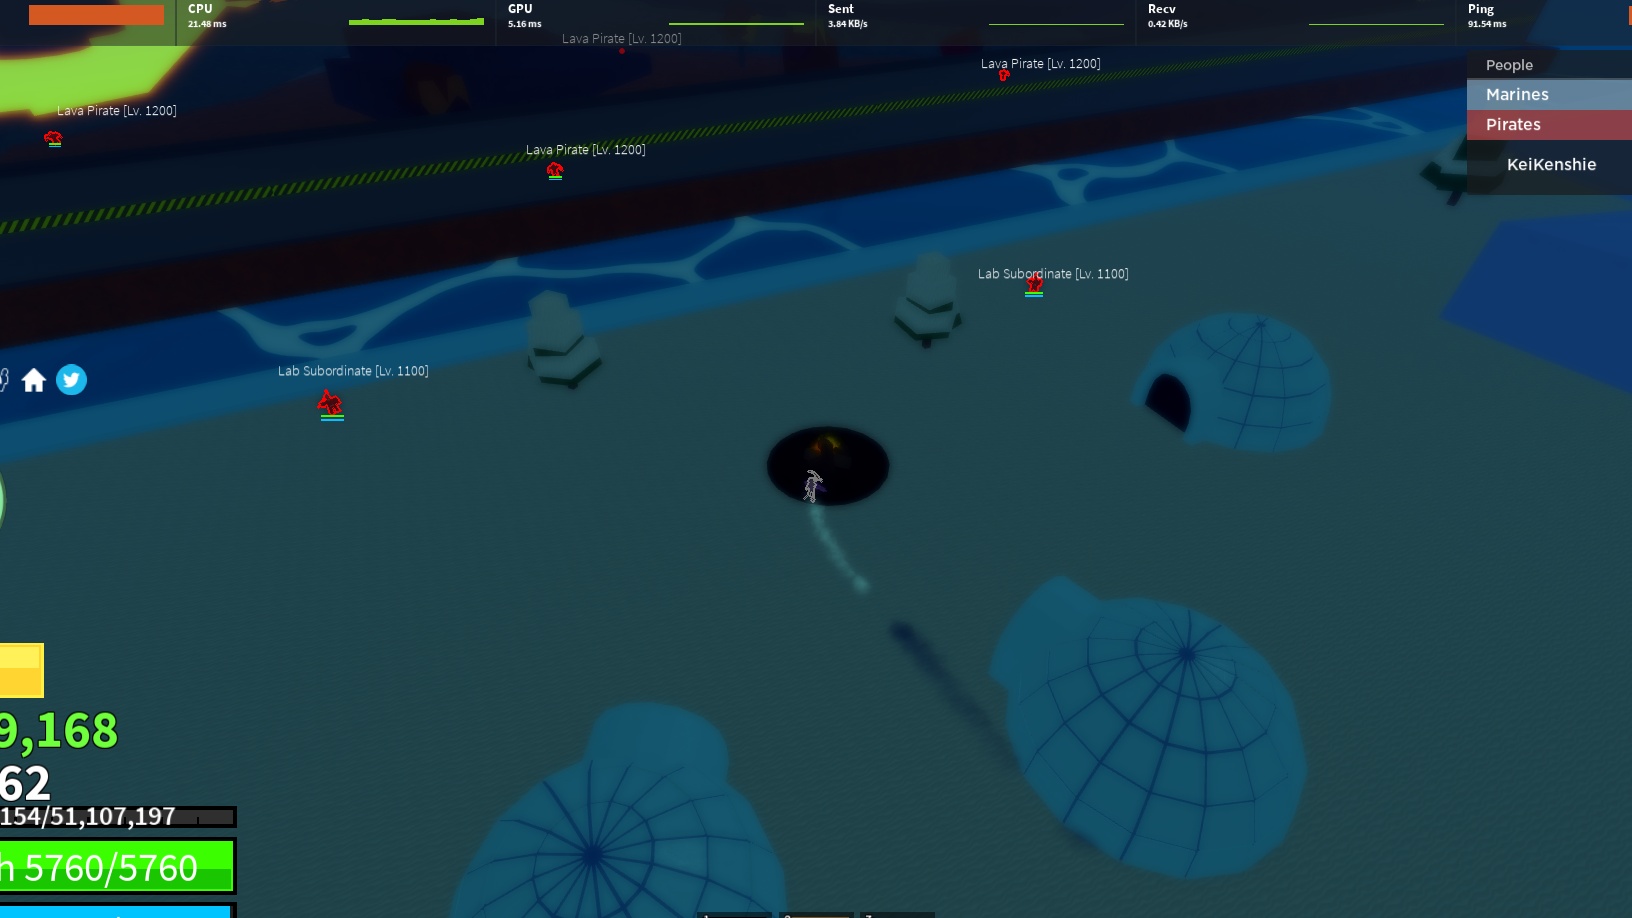 CPU
21.48 ms
GPU
5.16 ms
Sent
3.84 KB/s
Recv
0.42 KB/s
Ping
91.54 ms
Lava Pirate [Lv. 1200]
Lava Pirate [Lv. 1200]
People
Marines
Lava Pirate [Lv. 1200]
Pirates
Lava Pirate [Lv. 1200]
KeiKenshie
Lab Subordinate [Lv. 1100]
Lab Subordinate [Lv. 1100]
9,168
62
154/51,107,197
h 5760/5760